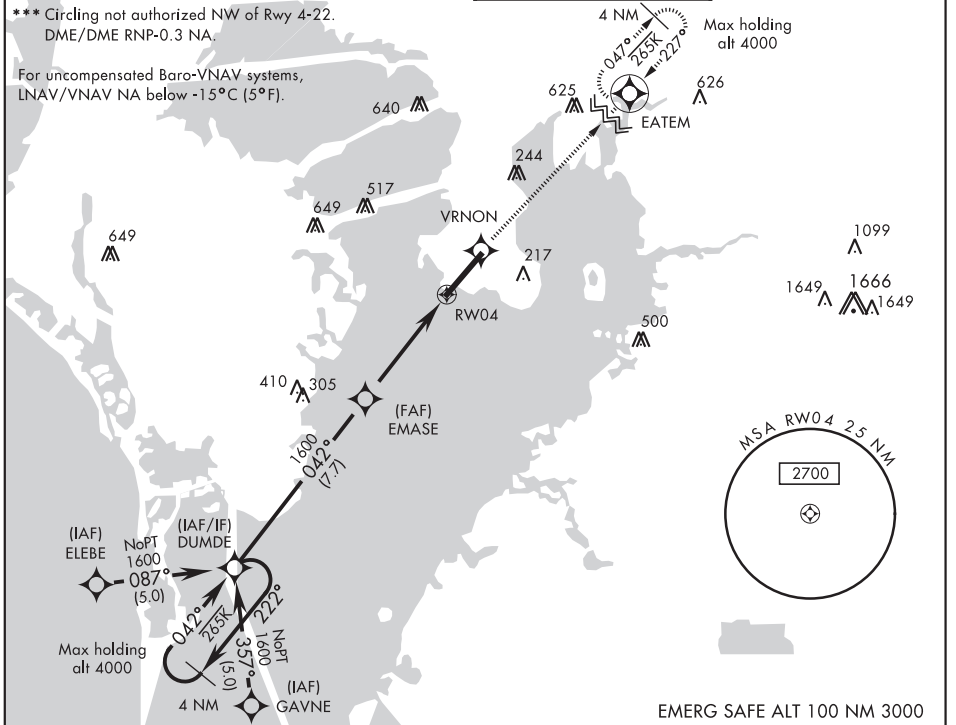 *** Circling not authorized NW of Rwy 4-22.
DME/DME RNP-0.3 NA.
For uncompensated Baro-VNAV systems,
LNAV/VNAV NA below -15°C (5°F).
4 NM
047°
265K
227°
Max holding
alt 4000
640
625
626
EATEM
244
517
649
VRNON
649
217
1099
1649
1666
1649
RW04
500
410
305
(FAF)
EMASE
1600
042°
(7.7)
MSA RW04 25 NM
2700
(IAF)
ELEBE
NoPT
1600
087°
(5.0)
(IAF/IF)
DUMDE
042°
265K
222°
Max holding
alt 4000
4 NM
NoPT
1600
357°
(5.0)
(IAF)
GAVNE
EMERG SAFE ALT 100 NM 3000